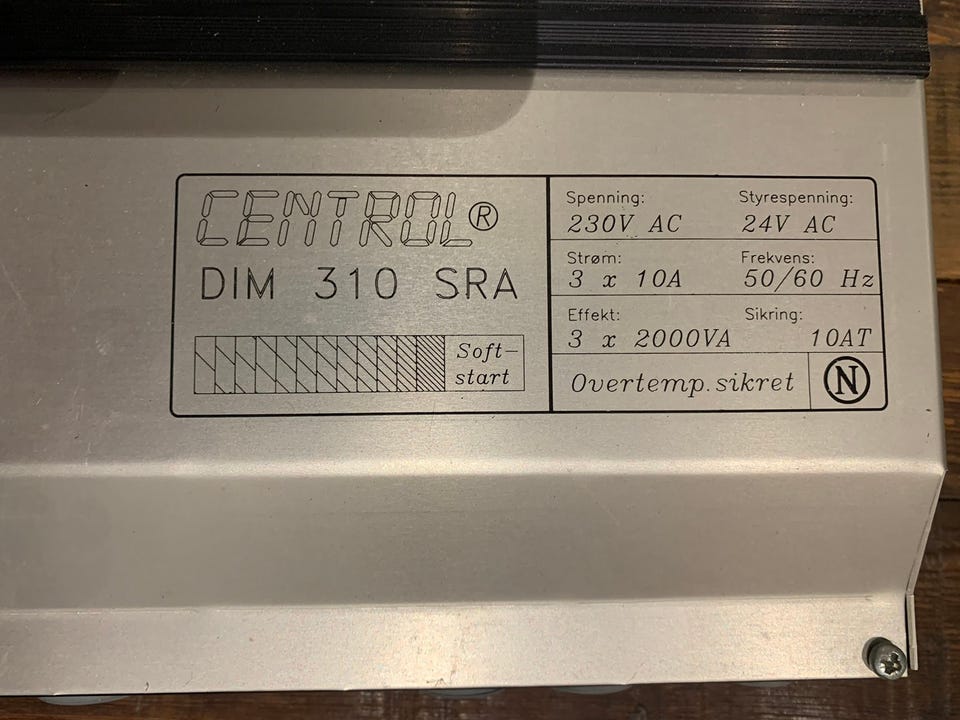 CENTROL®
DIM 310 SRA
Soft-
start
Spenning: Styrespenning:
230V AC 24V AC
Strøm: Frekvens:
3 x 10A 50/60 Hz
Effekt: Sikring:
3 x 2000VA 10AT
Overtemp.sikret N